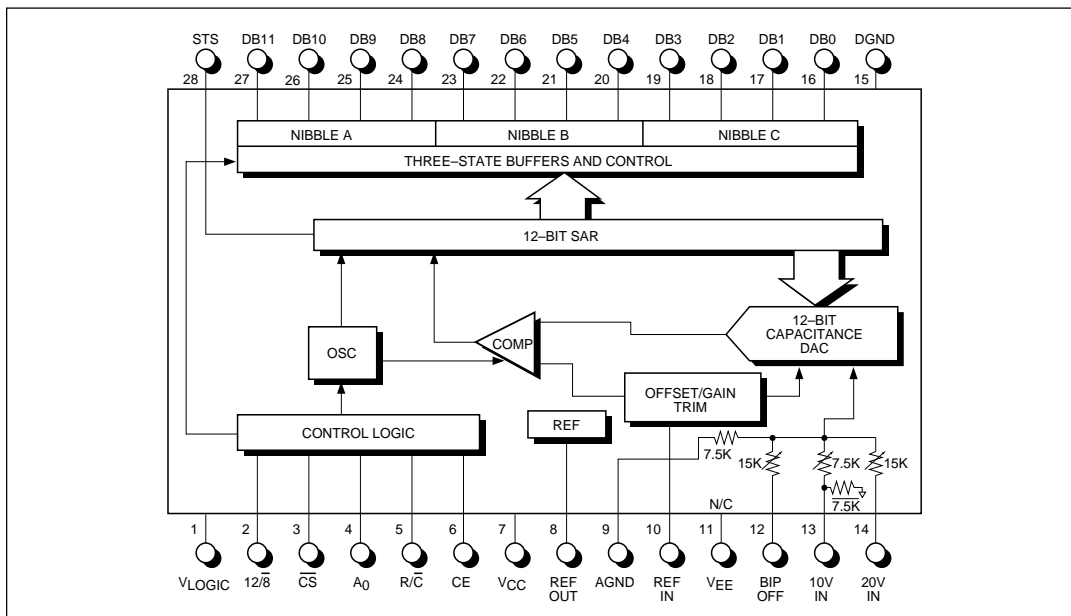 STS DB11 DB10 DB9 DB8 DB7 DB6 DB5 DB4 DB3 DB2 DB1 DB0 DGND
28 27 26 25 24 23 22 21 20 19 18 17 16 15
NIBBLE A NIBBLE B NIBBLE C
THREE–STATE BUFFERS AND CONTROL
12–BIT SAR
12–BIT
CAPACITANCE
DAC
COMP
OSC
OFFSET/GAIN
TRIM
REF
CONTROL LOGIC
7.5K 15K 7.5K 15K
7.5K
N/C
1 2 3 4 5 6 7 8 9 10 11 12 13 14
VLOGIC 12/8̅ C̅S̅ A0 R/C̅ CE VCC REF OUT AGND REF IN VEE BIP OFF 10V IN 20V IN